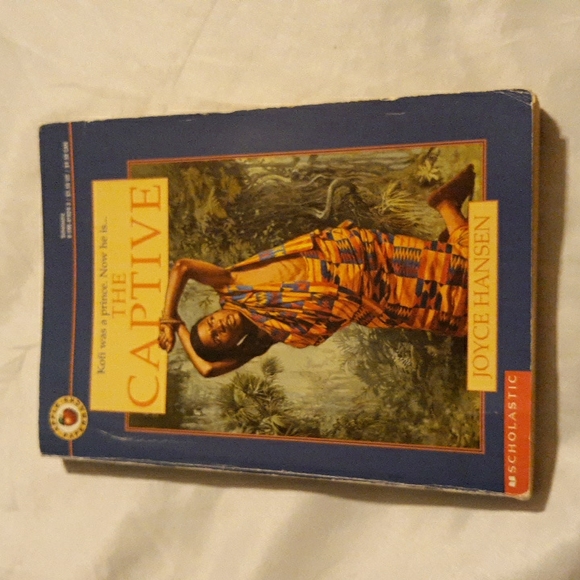 Kofi was a prince. Now he is...
THE
CAPTIVE
JOYCE HANSEN
SCHOLASTIC